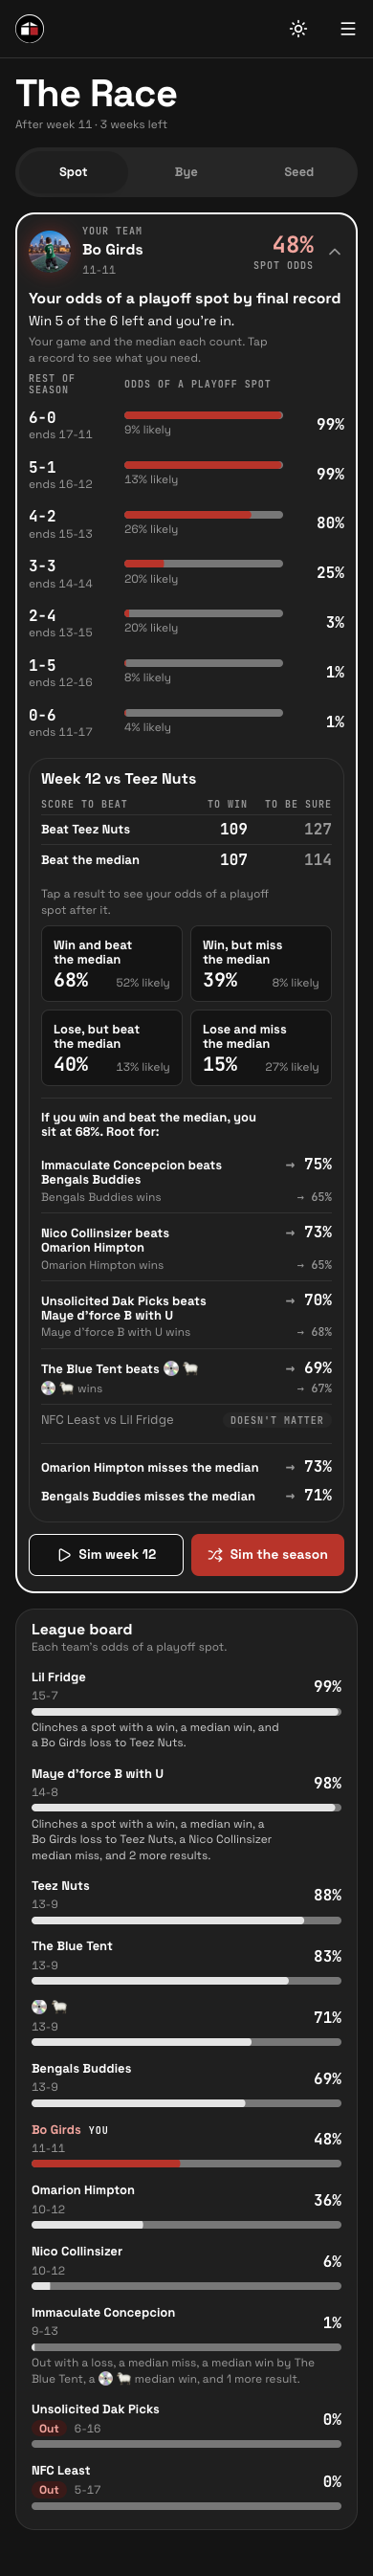 The Race
After week 11 · 3 weeks left
Spot
Bye
Seed
YOUR TEAM
Bo Girds
11-11
48%
SPOT ODDS
Your odds of a playoff spot by final record
Win 5 of the 6 left and you're in.
Your game and the median each count. Tap
a record to see what you need.
REST OF
SEASON
ODDS OF A PLAYOFF SPOT
6-0
ends 17-11
9% likely
99%
5-1
ends 16-12
13% likely
99%
4-2
ends 15-13
26% likely
80%
3-3
ends 14-14
20% likely
25%
2-4
ends 13-15
20% likely
3%
1-5
ends 12-16
8% likely
1%
0-6
ends 11-17
4% likely
1%
Week 12 vs Teez Nuts
SCORE TO BEAT TO WIN TO BE SURE
Beat Teez Nuts 109 127
Beat the median 107 114
Tap a result to see your odds of a playoff
spot after it.
Win and beat
the median
68% 52% likely
Win, but miss
the median
39% 8% likely
Lose, but beat
the median
40% 13% likely
Lose and miss
the median
15% 27% likely
If you win and beat the median, you
sit at 68%. Root for:
Immaculate Concepcion beats
Bengals Buddies
→ 75%
Bengals Buddies wins → 65%
Nico Collinsizer beats
Omarion Himpton
→ 73%
Omarion Himpton wins → 65%
Unsolicited Dak Picks beats
Maye d'force B with U
→ 70%
Maye d'force B with U wins → 68%
The Blue Tent beats 💿 🐑 → 69%
💿 🐑 wins → 67%
NFC Least vs Lil Fridge DOESN'T MATTER
Omarion Himpton misses the median → 73%
Bengals Buddies misses the median → 71%
Sim week 12
Sim the season
League board
Each team's odds of a playoff spot.
Lil Fridge
15-7
99%
Clinches a spot with a win, a median win, and
a Bo Girds loss to Teez Nuts.
Maye d'force B with U
14-8
98%
Clinches a spot with a win, a median win, a
Bo Girds loss to Teez Nuts, a Nico Collinsizer
median miss, and 2 more results.
Teez Nuts
13-9
88%
The Blue Tent
13-9
83%
💿 🐑
13-9
71%
Bengals Buddies
13-9
69%
Bo Girds YOU
11-11
48%
Omarion Himpton
10-12
36%
Nico Collinsizer
10-12
6%
Immaculate Concepcion
9-13
1%
Out with a loss, a median miss, a median win by The
Blue Tent, a 💿 🐑 median win, and 1 more result.
Unsolicited Dak Picks
Out 6-16
0%
NFC Least
Out 5-17
0%